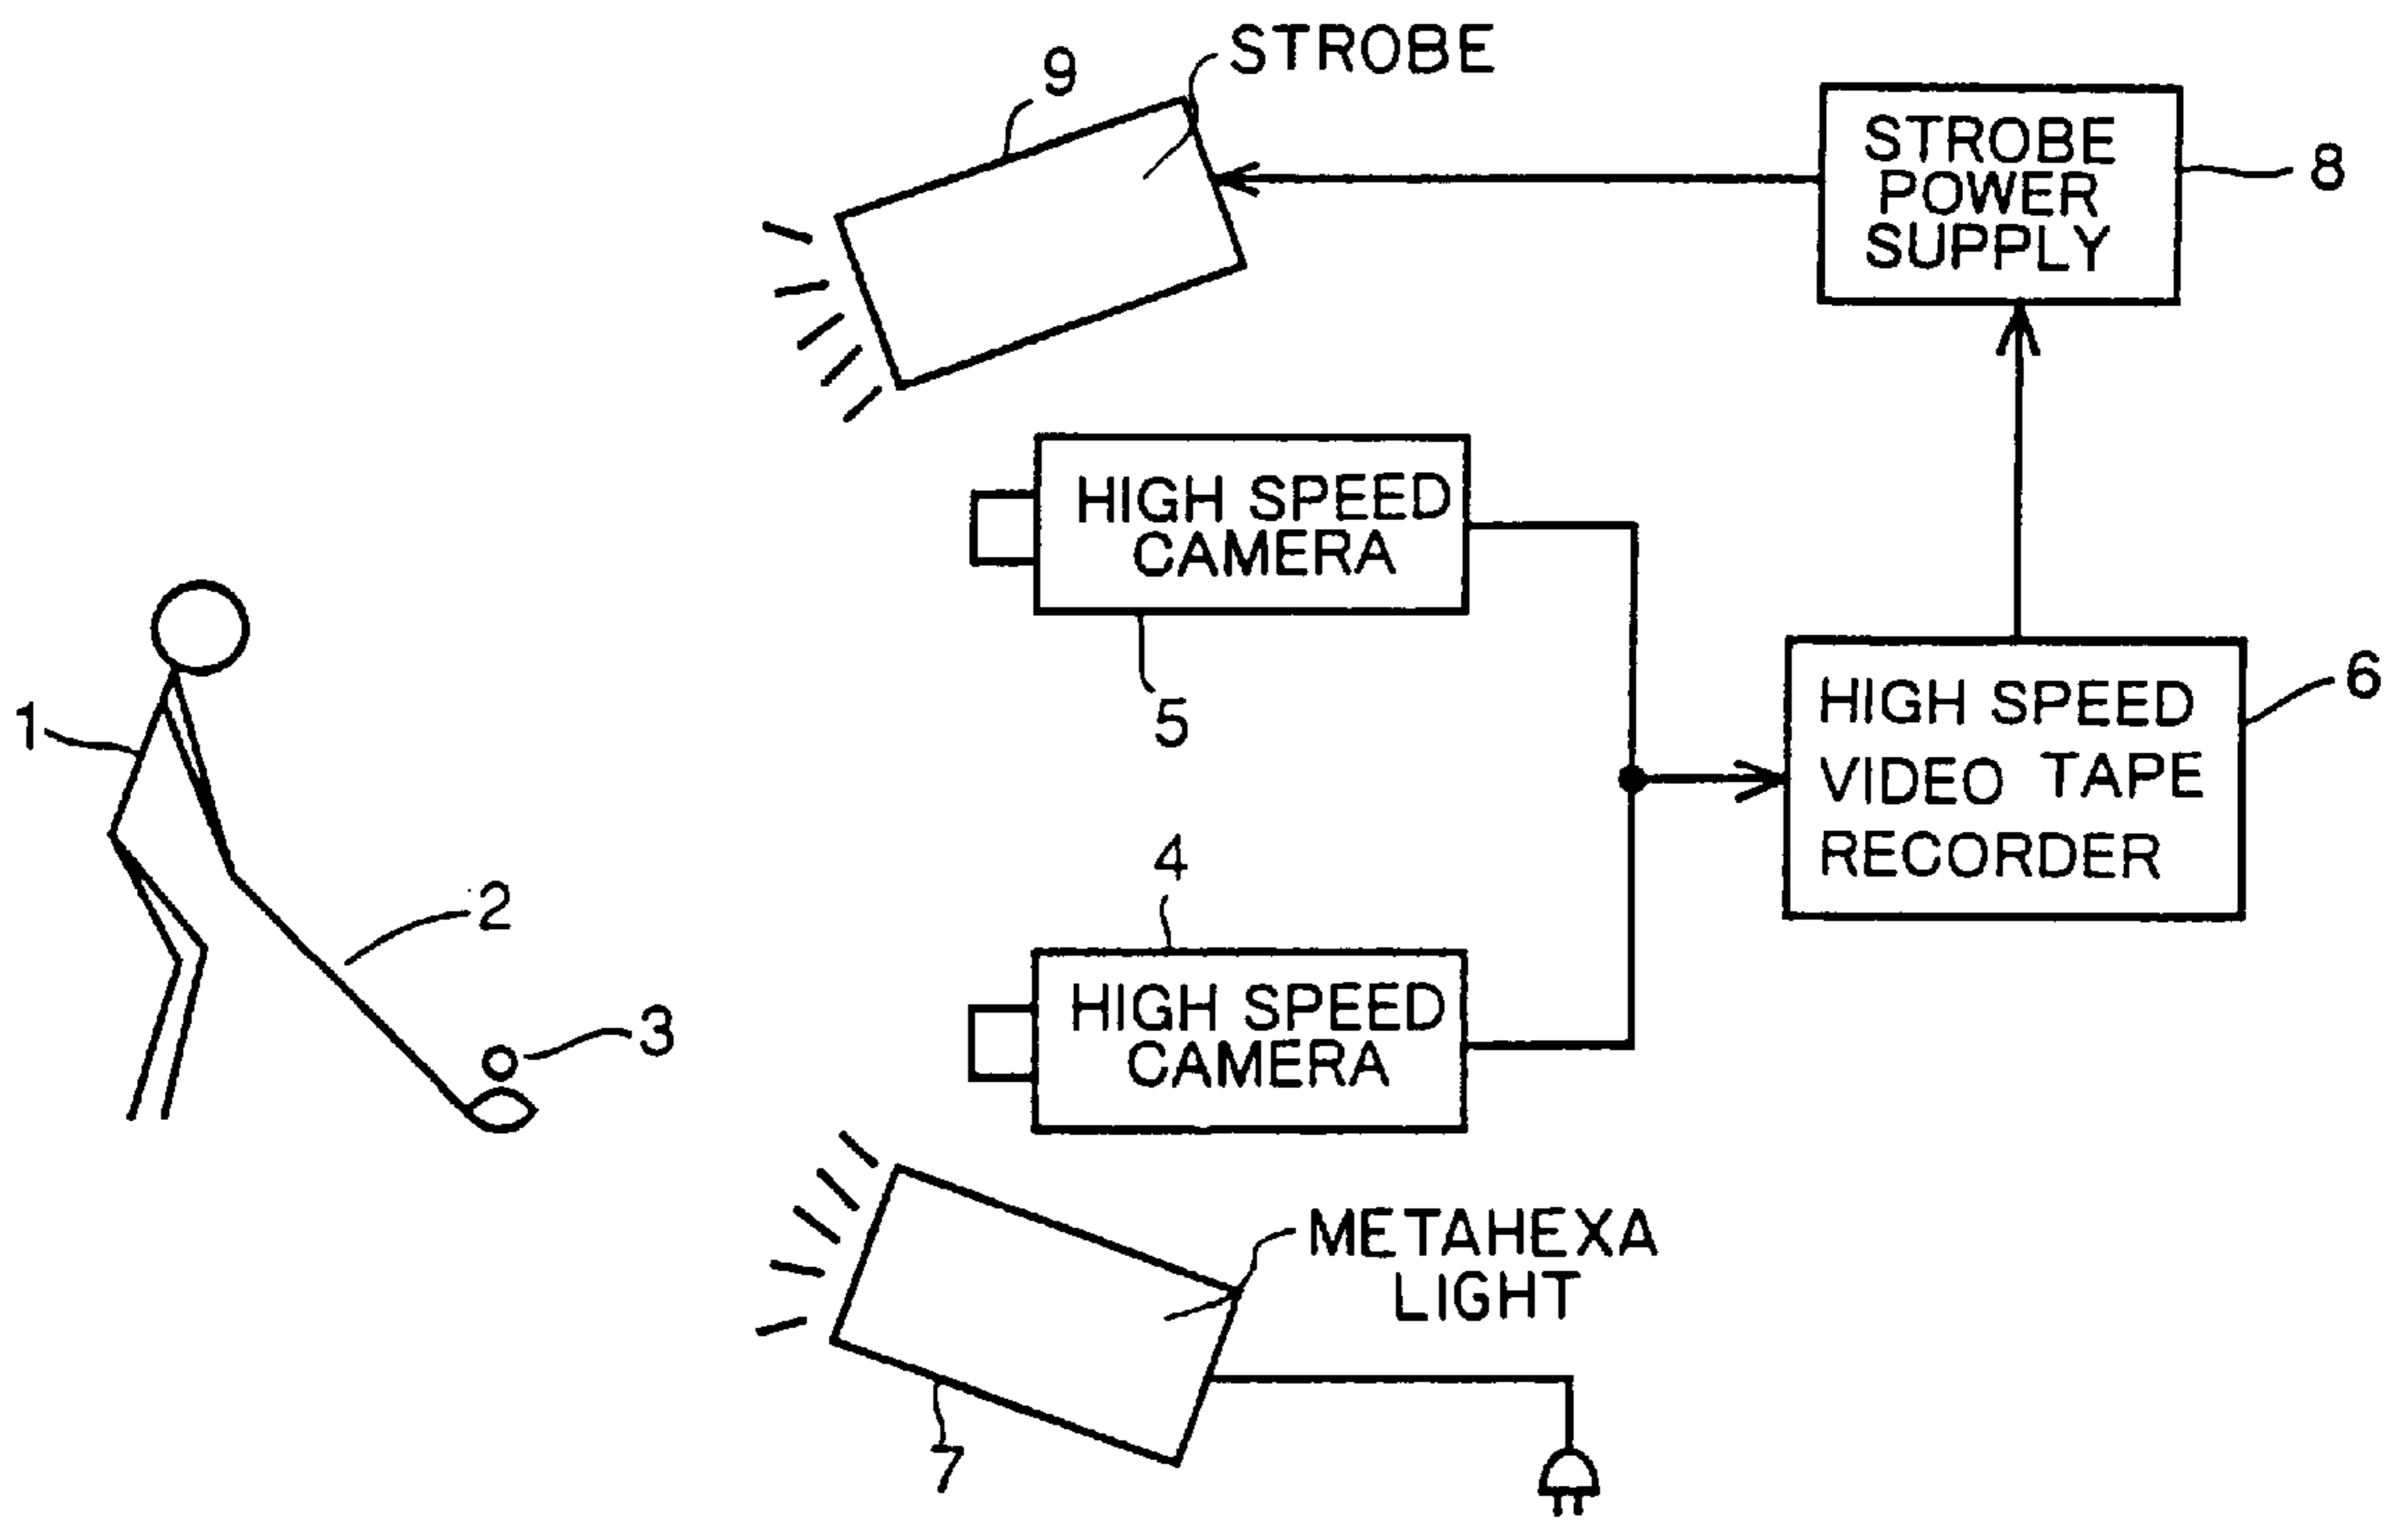 STROBE
9
STROBE
POWER
SUPPLY
8
HIGH SPEED
CAMERA
5
HIGH SPEED
VIDEO TAPE
RECORDER
6
1
2
3
4
HIGH SPEED
CAMERA
METAHEXA
LIGHT
7